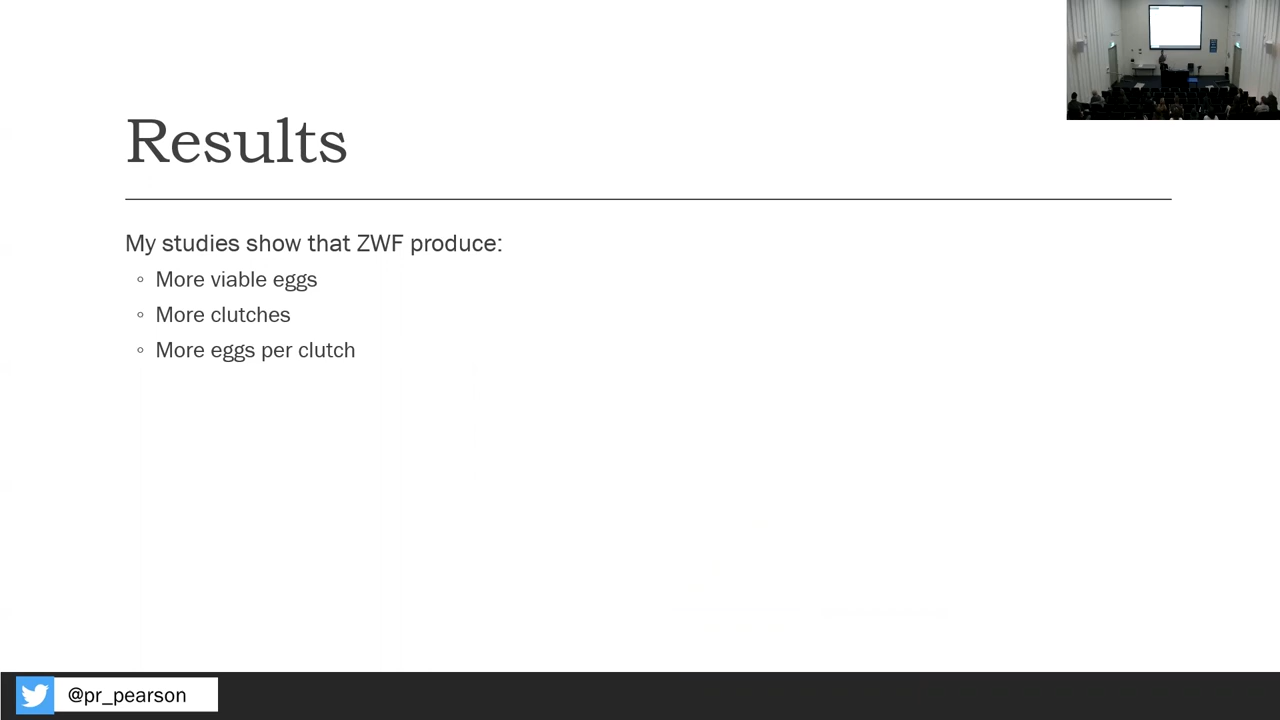 Results
My studies show that ZWF produce:
◦ More viable eggs
◦ More clutches
◦ More eggs per clutch
@pr_pearson